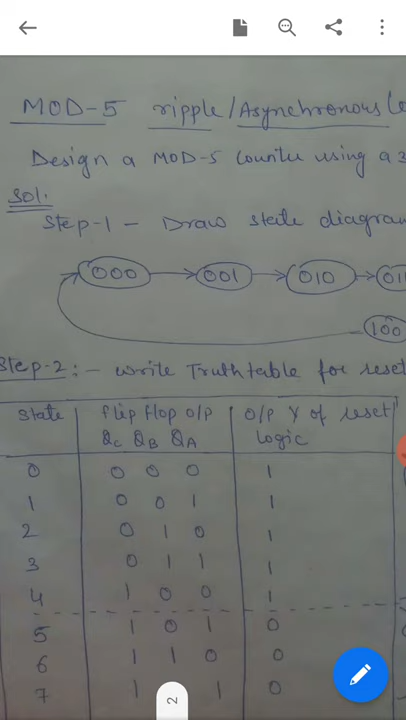 MOD-5 ripple/Asynchronous
Design a MOD-5 Counter using a 3
Sol:
Step-1 - Draw state diagram
000 001 010 01
100
Step-2:- write Truthtable for reset
State Flip Flop O/P O/P Y of reset
QC QB QA Logic
0 0 0 0 1
1 0 0 1 1
2 0 1 0 1
3 0 1 1 1
4 1 0 0 1
5 1 0 1 0
6 1 1 0 0
7 1 1 0
2